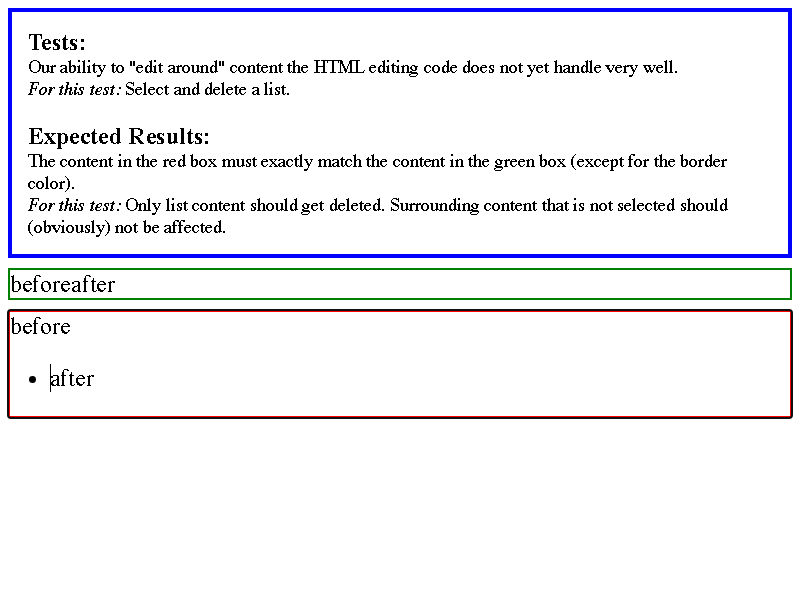 Tests:
Our ability to "edit around" content the HTML editing code does not yet handle very well.
For this test: Select and delete a list.
Expected Results:
The content in the red box must exactly match the content in the green box (except for the border
color).
For this test: Only list content should get deleted. Surrounding content that is not selected should
(obviously) not be affected.
beforeafter
before
• after